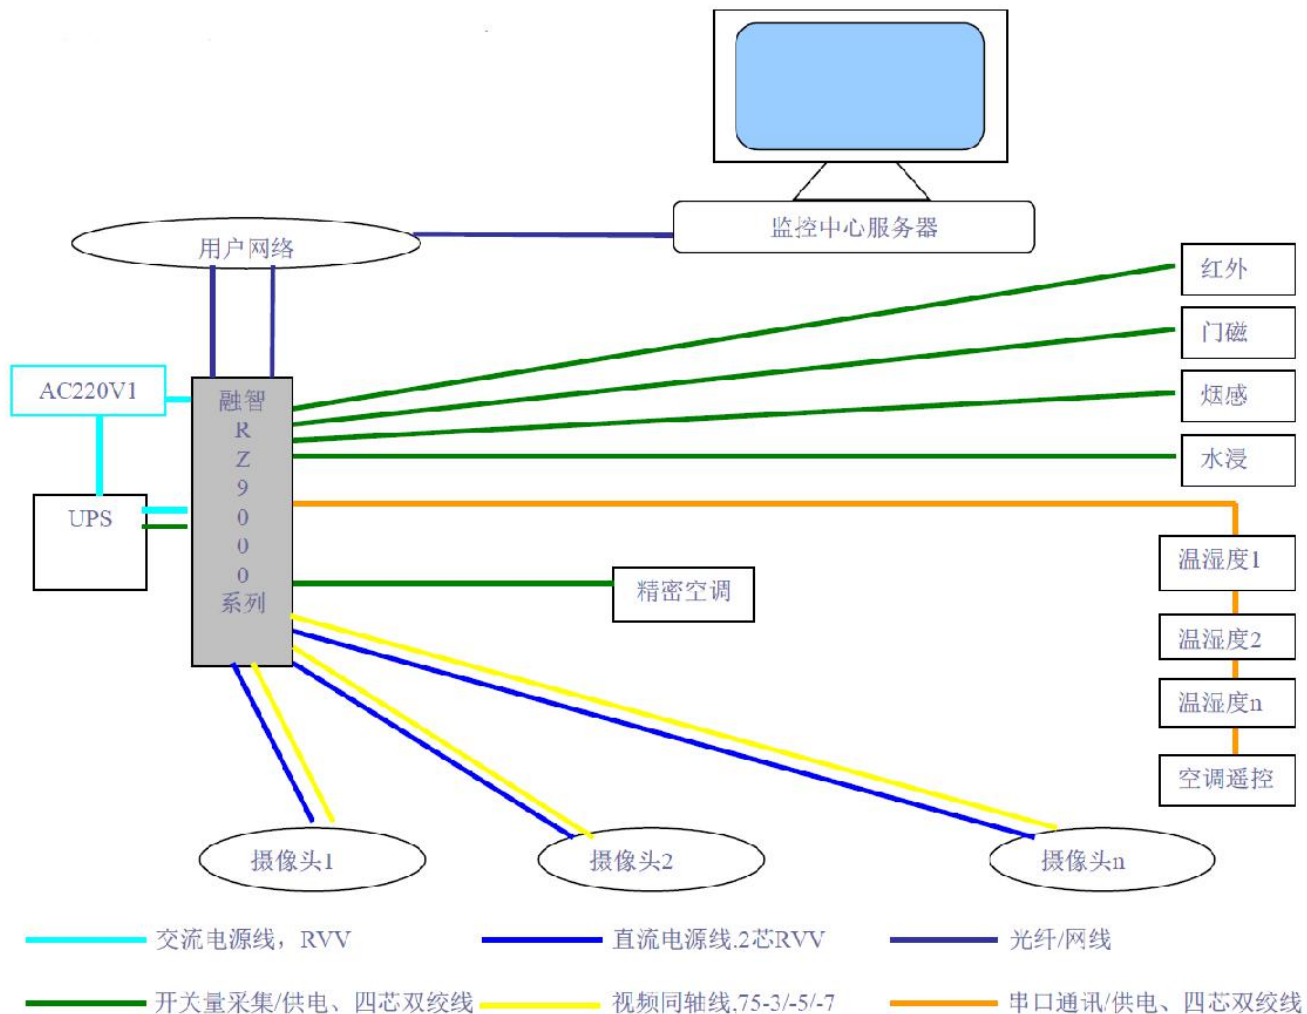 监控中心服务器
用户网络
红外
门磁
AC220V1
融智
R
Z
9
0
0
0
系列
烟感
水浸
UPS
温湿度1
精密空调
温湿度2
温湿度n
空调遥控
摄像头1
摄像头2
摄像头n
交流电源线，RVV
直流电源线,2芯RVV
光纤/网线
开关量采集/供电、四芯双绞线
视频同轴线,75-3/-5/-7
串口通讯/供电、四芯双绞线